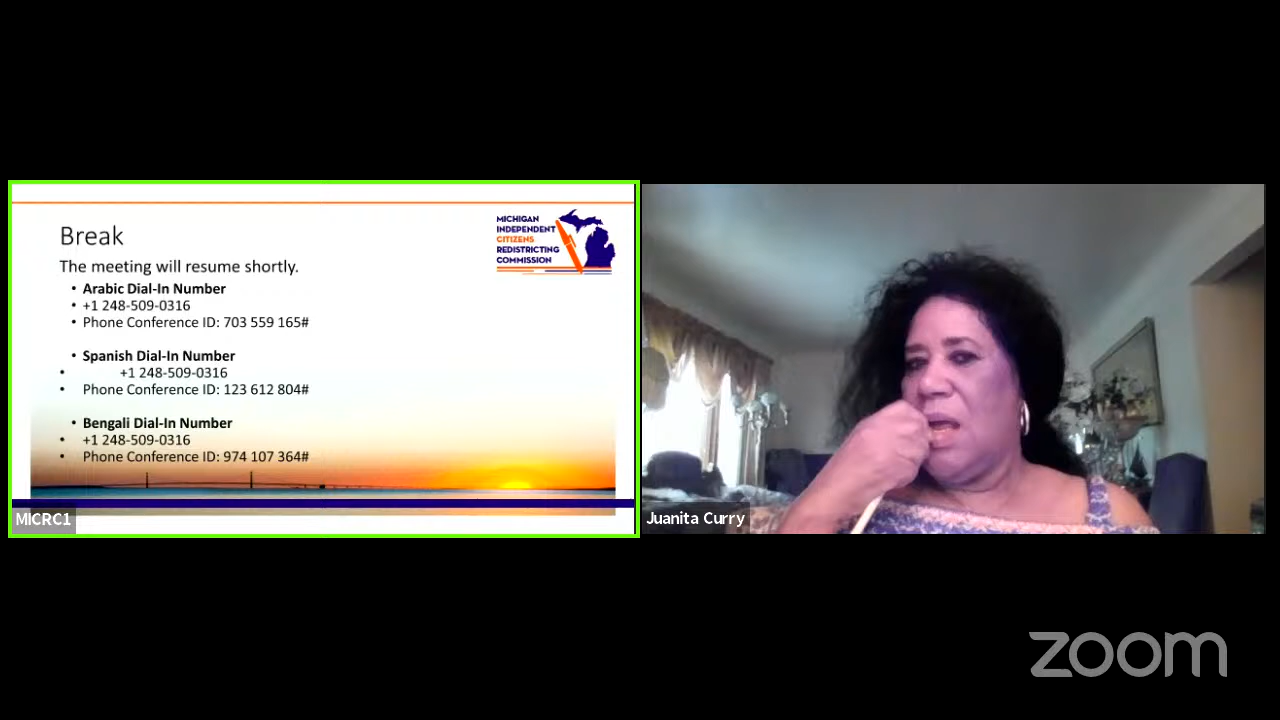 Break
The meeting will resume shortly.
• Arabic Dial-In Number
• +1 248-509-0316
• Phone Conference ID: 703 559 165#
• Spanish Dial-In Number
• +1 248-509-0316
• Phone Conference ID: 123 612 804#
• Bengali Dial-In Number
• +1 248-509-0316
• Phone Conference ID: 974 107 364#
MICHIGAN
INDEPENDENT
CITIZENS
REDISTRICTING
COMMISSION
MICRC1
Juanita Curry
zoom